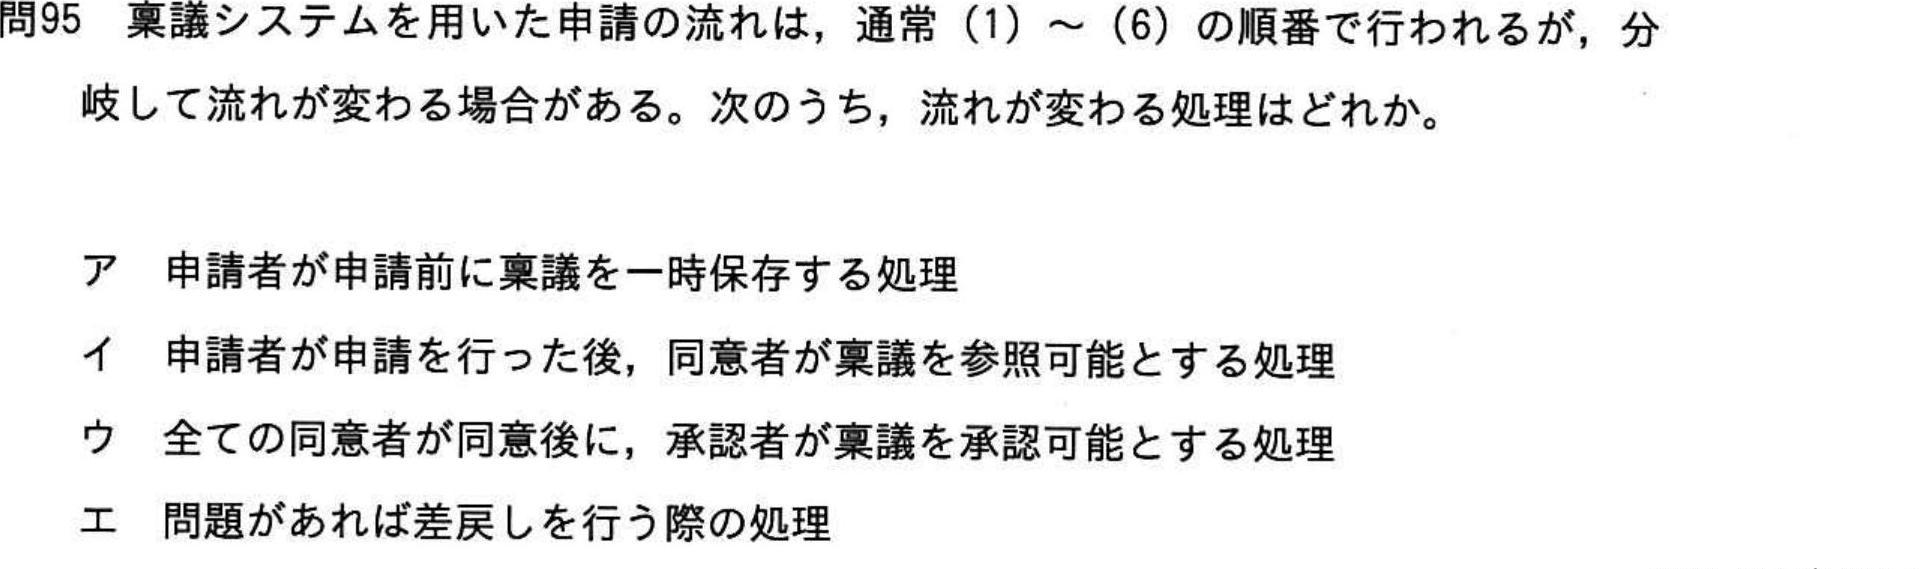 問95 稟議システムを用いた申請の流れは，通常（1）～（6）の順番で行われるが，分
岐して流れが変わる場合がある。次のうち，流れが変わる処理はどれか。
ア 申請者が申請前に稟議を一時保存する処理
イ 申請者が申請を行った後，同意者が稟議を参照可能とする処理
ウ 全ての同意者が同意後に，承認者が稟議を承認可能とする処理
エ 問題があれば差戻しを行う際の処理